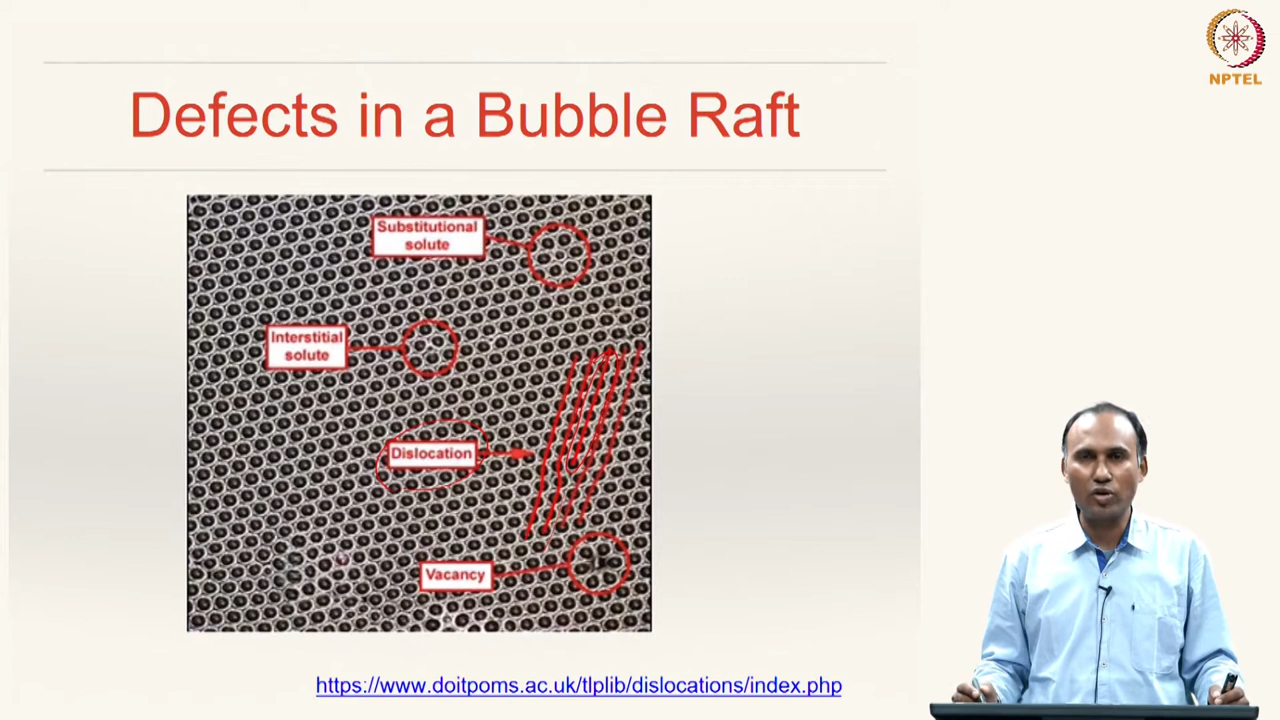 NPTEL
Defects in a Bubble Raft
Substitutional
solute
Interstitial
solute
Dislocation
Vacancy
https://www.doitpoms.ac.uk/tlplib/dislocations/index.php